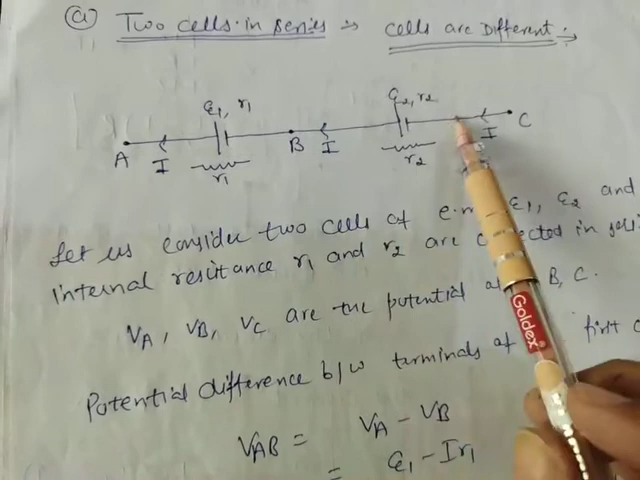 (a) Two cells in series :→ cells are Different :→
ε1, r1 ε2, r2
A I r1 B I r2 I C
Let us consider two cells of e.m ε1, ε2 and
internal resistance r1 and r2 are in
VA, VB, VC are the potential B, C.
Potential difference b/w terminals of first
VAB = VA - VB
= ε1 - Ir1
Goldex